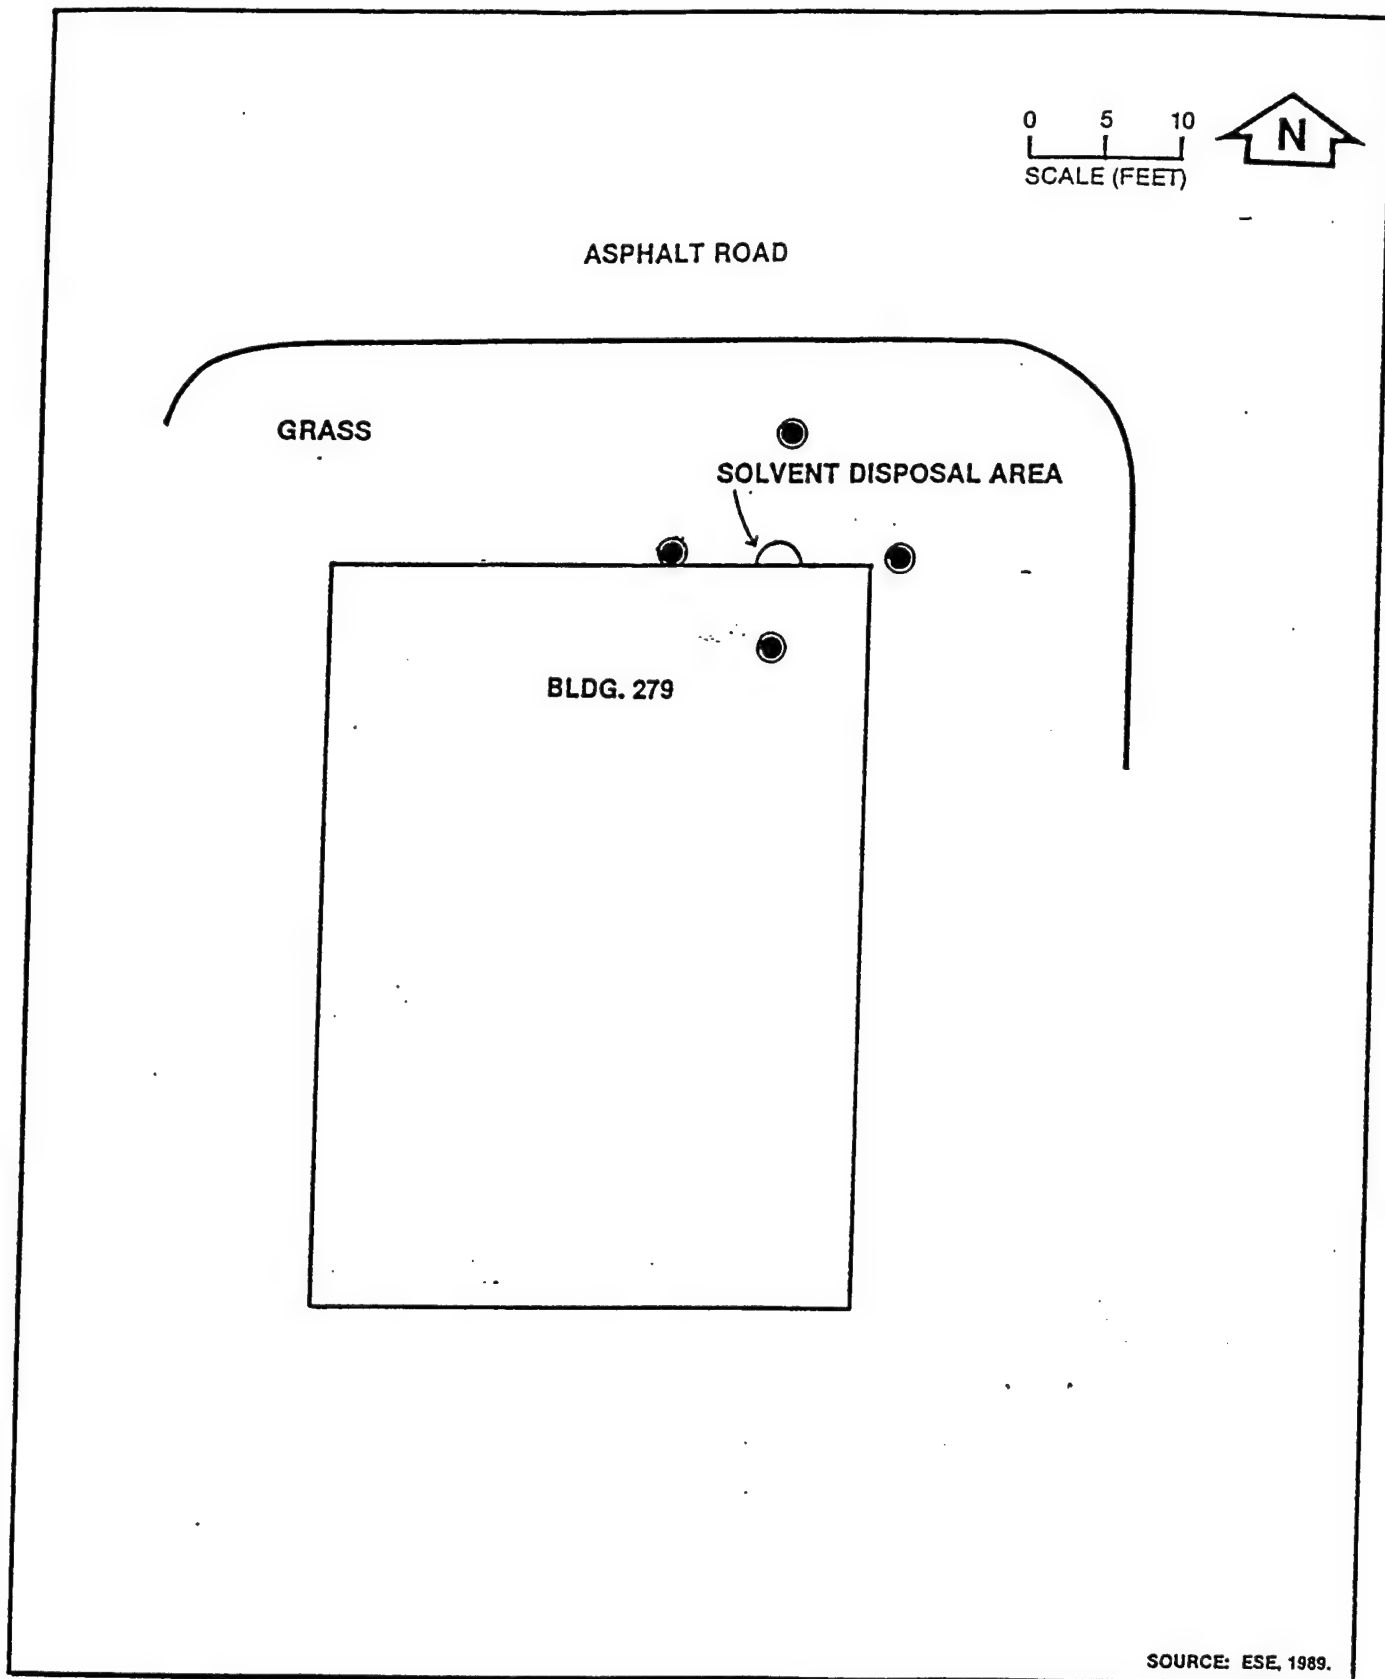 0 5 10
N
SCALE (FEET)
ASPHALT ROAD
GRASS
SOLVENT DISPOSAL AREA
BLDG. 279
SOURCE: ESE, 1989.